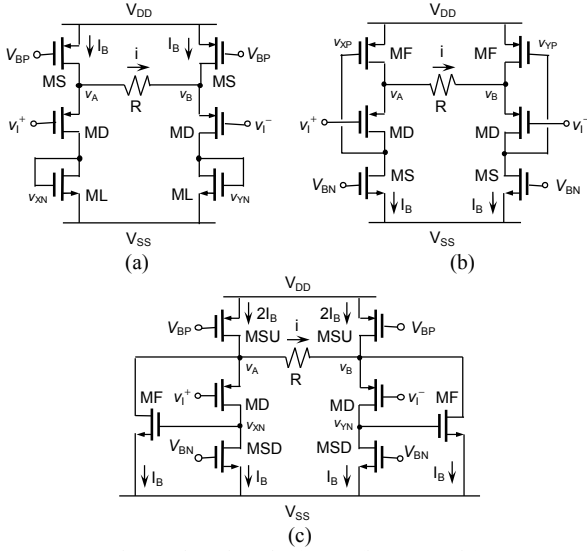 V_DD V_DD
V_BP I_B i I_B V_BP v_XP MF i MF v_YP
MS v_A R v_B MS v_A R v_B
v_I^+ MD MD v_I^- v_I^+ MD MD v_I^-
MS MS
v_XN ML ML v_YN V_BN I_B I_B V_BN
V_SS V_SS
(a) (b)
V_DD
2I_B i 2I_B
V_BP MSU MSU V_BP
v_A R v_B
MF v_I^+ MD MD v_I^- MF
v_XN v_YN
V_BN MSD MSD V_BN
I_B I_B I_B I_B
V_SS
(c)